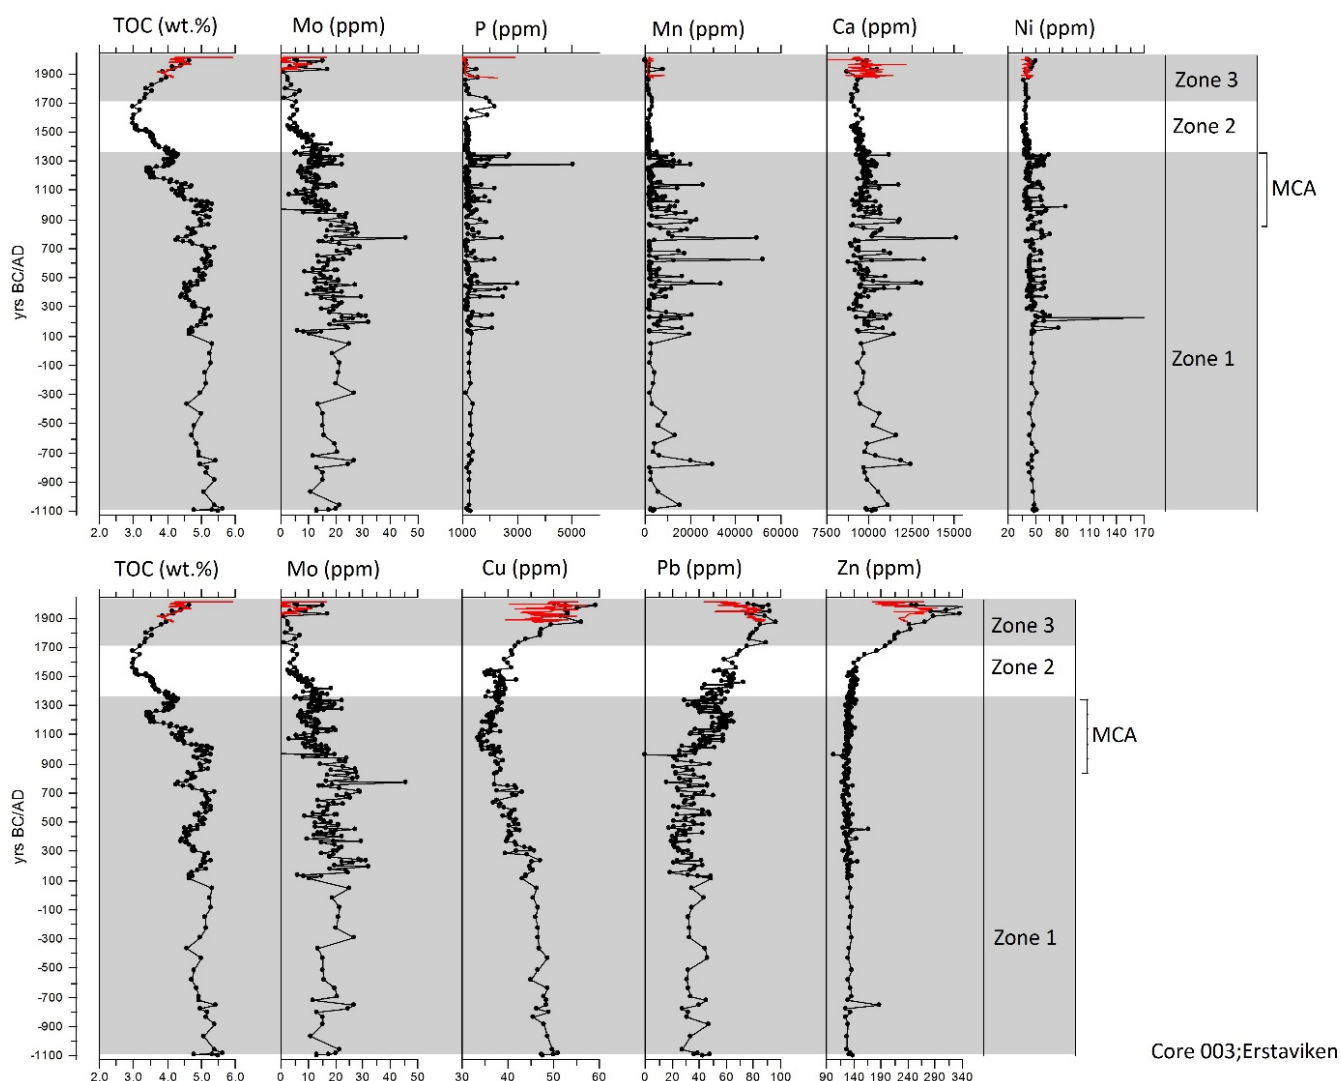 TOC (wt.%) Mo (ppm) P (ppm) Mn (ppm) Ca (ppm) Ni (ppm)
1900
1700
1500
1300
1100
900
700
500
300
100
-100
-300
-500
-700
-900
-1100
yrs BC/AD
Zone 3
Zone 2
MCA
Zone 1
2.0 3.0 4.0 5.0 6.0 0 10 20 30 40 50 1000 3000 5000 0 20000 40000 60000 7500 10000 15000 20 50 80 110 140 170
TOC (wt.%) Mo (ppm) Cu (ppm) Pb (ppm) Zn (ppm)
1900
1700
1500
1300
1100
900
700
500
300
100
-100
-300
-500
-700
-900
-1100
yrs BC/AD
Zone 3
Zone 2
MCA
Zone 1
2.0 3.0 4.0 5.0 6.0 0 10 20 30 40 50 30 40 50 60 0 20 40 60 80 100 90 140 190 240 290 340
Core 003;Erstaviken